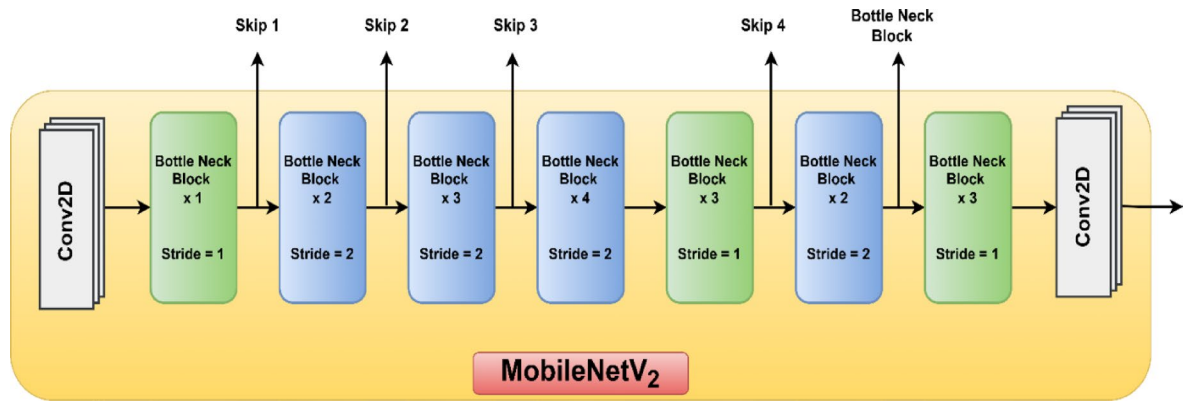 Skip 1
Skip 2
Skip 3
Skip 4
Bottle Neck
Block
Conv2D
Bottle Neck
Block
x 1
Stride = 1
Bottle Neck
Block
x 2
Stride = 2
Bottle Neck
Block
x 3
Stride = 2
Bottle Neck
Block
x 4
Stride = 2
Bottle Neck
Block
x 3
Stride = 1
Bottle Neck
Block
x 2
Stride = 2
Bottle Neck
Block
x 3
Stride = 1
Conv2D
MobileNetV₂